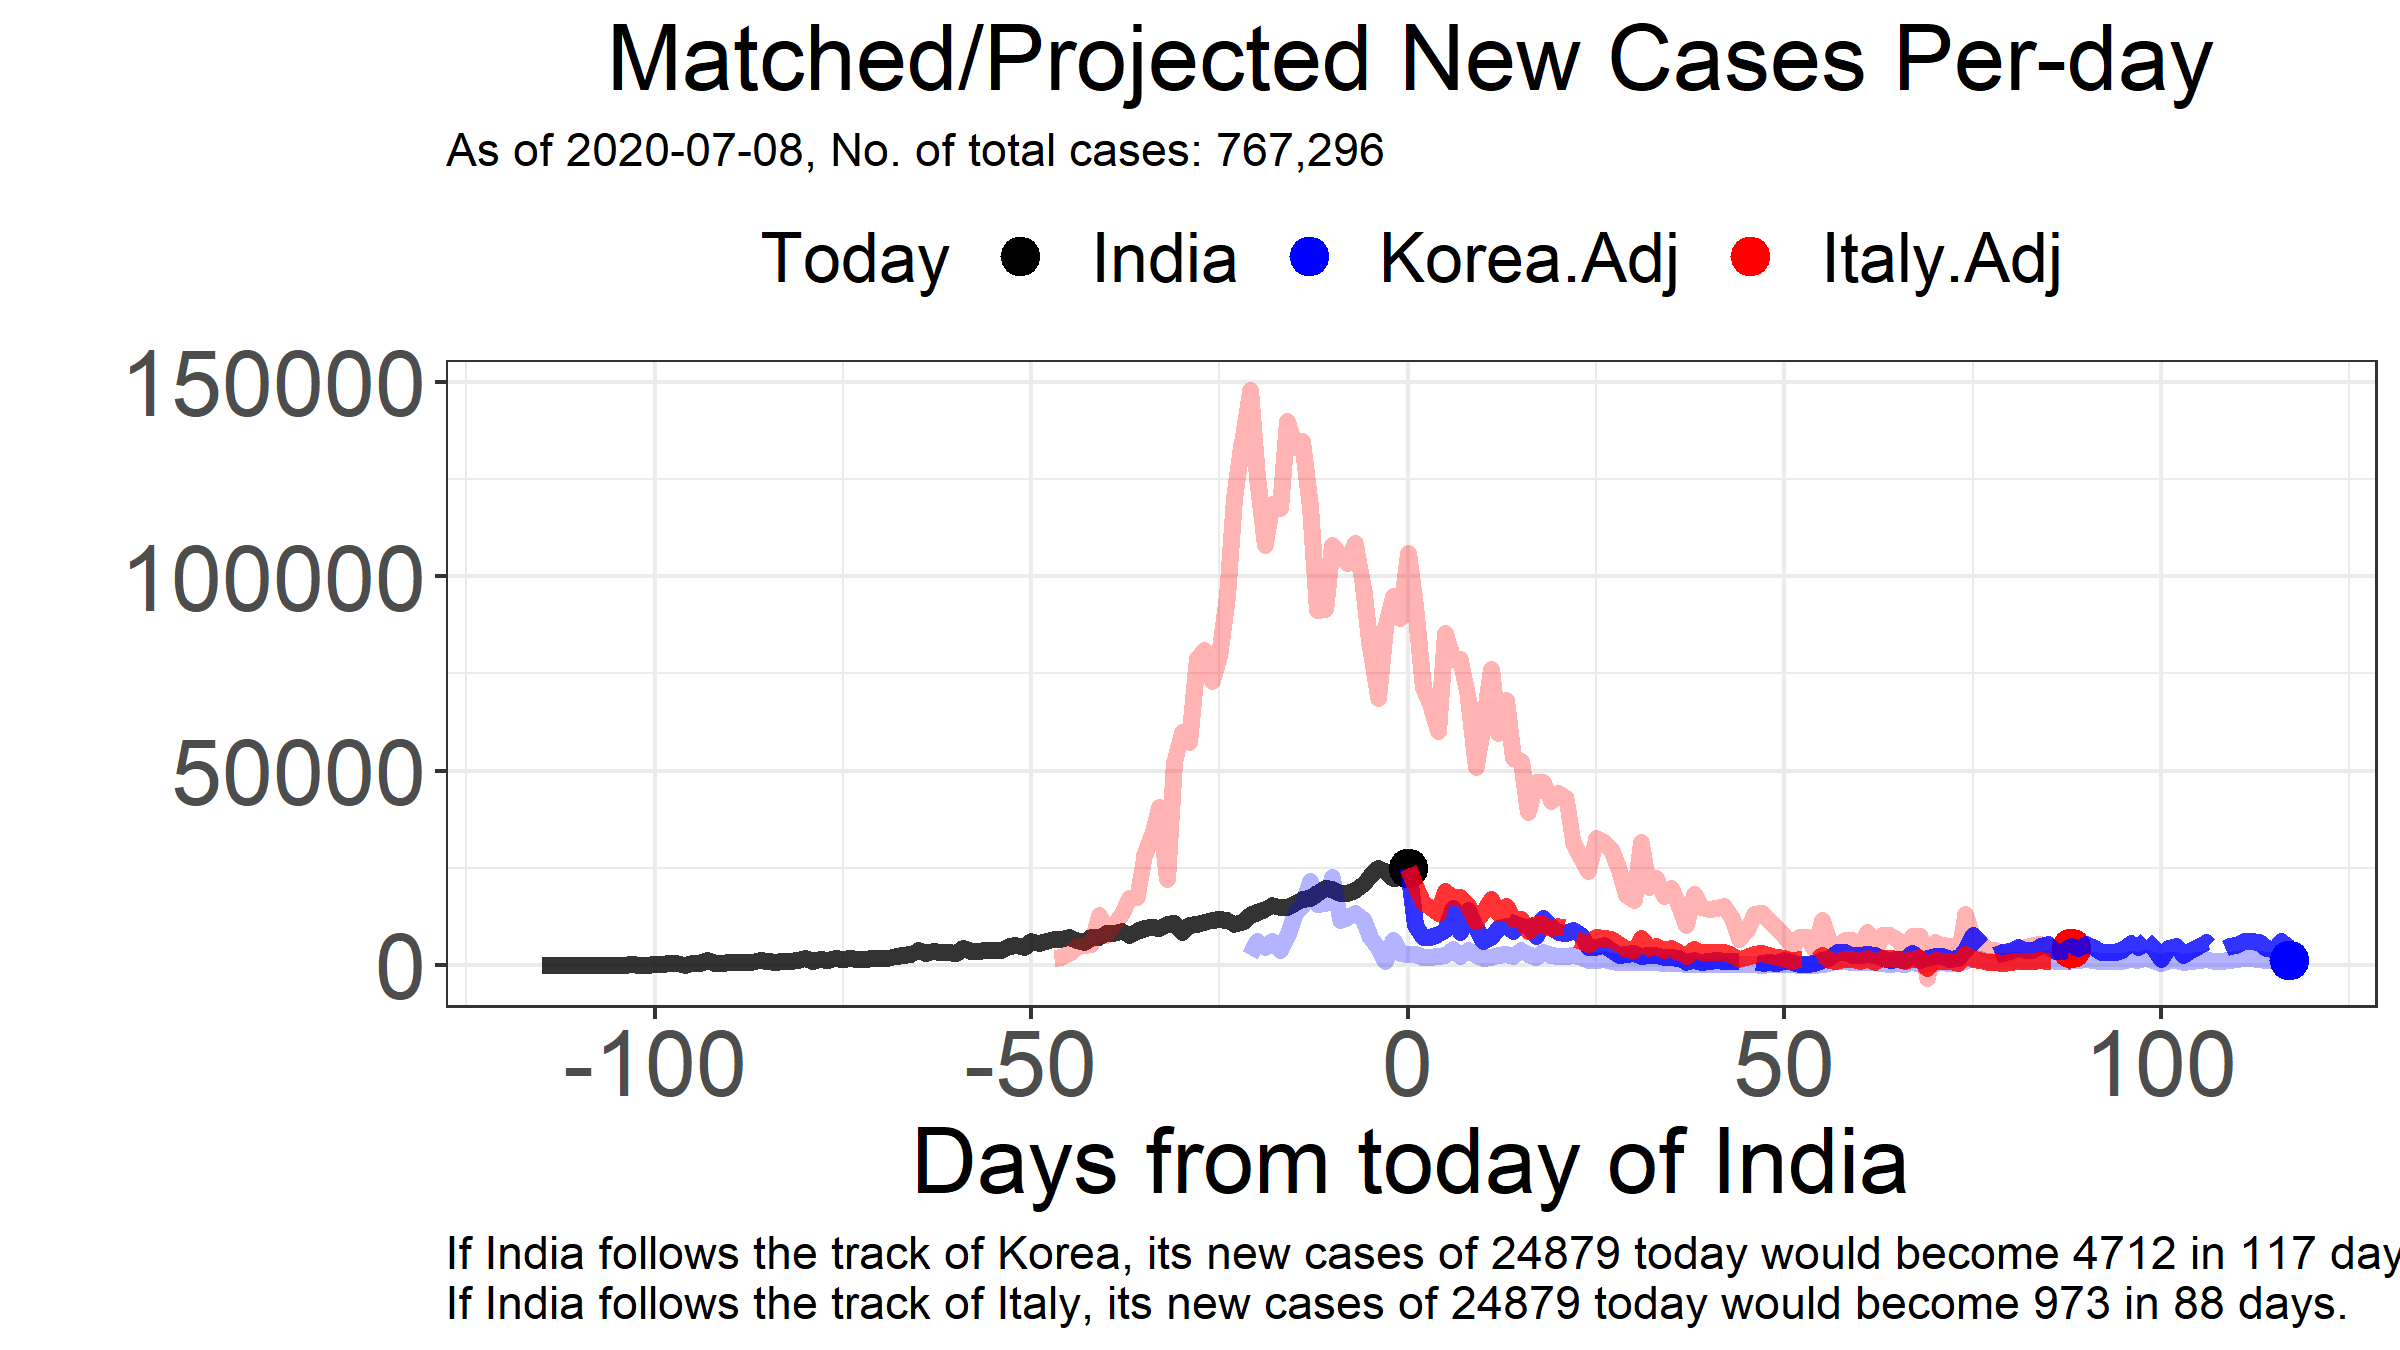 Matched/Projected New Cases Per-day
As of 2020-07-08, No. of total cases: 767,296
Today India Korea.Adj Italy.Adj
150000
100000
50000
0
-100 -50 0 50 100
Days from today of India
If India follows the track of Korea, its new cases of 24879 today would become 4712 in 117 day
If India follows the track of Italy, its new cases of 24879 today would become 973 in 88 days.